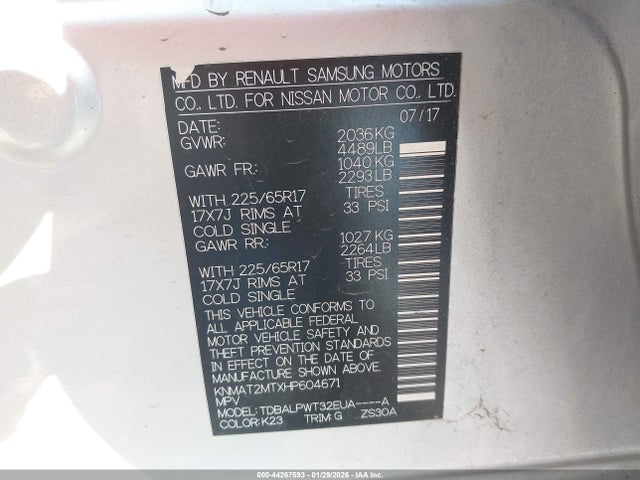 MFD BY RENAULT SAMSUNG MOTORS
CO., LTD. FOR NISSAN MOTOR CO., LTD.
DATE: 07/17
GVWR: 2036KG
4489LB
GAWR FR: 1040KG
2293LB
WITH 225/65R17 TIRES
17X7J RIMS AT 33 PSI
COLD SINGLE
GAWR RR: 1027 KG
2264LB
WITH 225/65R17 TIRES
17X7J RIMS AT 33 PSI
COLD SINGLE
THIS VEHICLE CONFORMS TO
ALL APPLICABLE FEDERAL
MOTOR VEHICLE SAFETY AND
THEFT PREVENTION STANDARDS
IN EFFECT ON THE DATE OF
MANUFACTURE SHOWN ABOVE.
KNMAT2MTXHP604671
MPV
MODEL: TDBALPWT32EUA----A
COLOR:K23 TRIM:G ZS30A
000-44267593 - 01/29/2026 - IAA Holdings, LLC